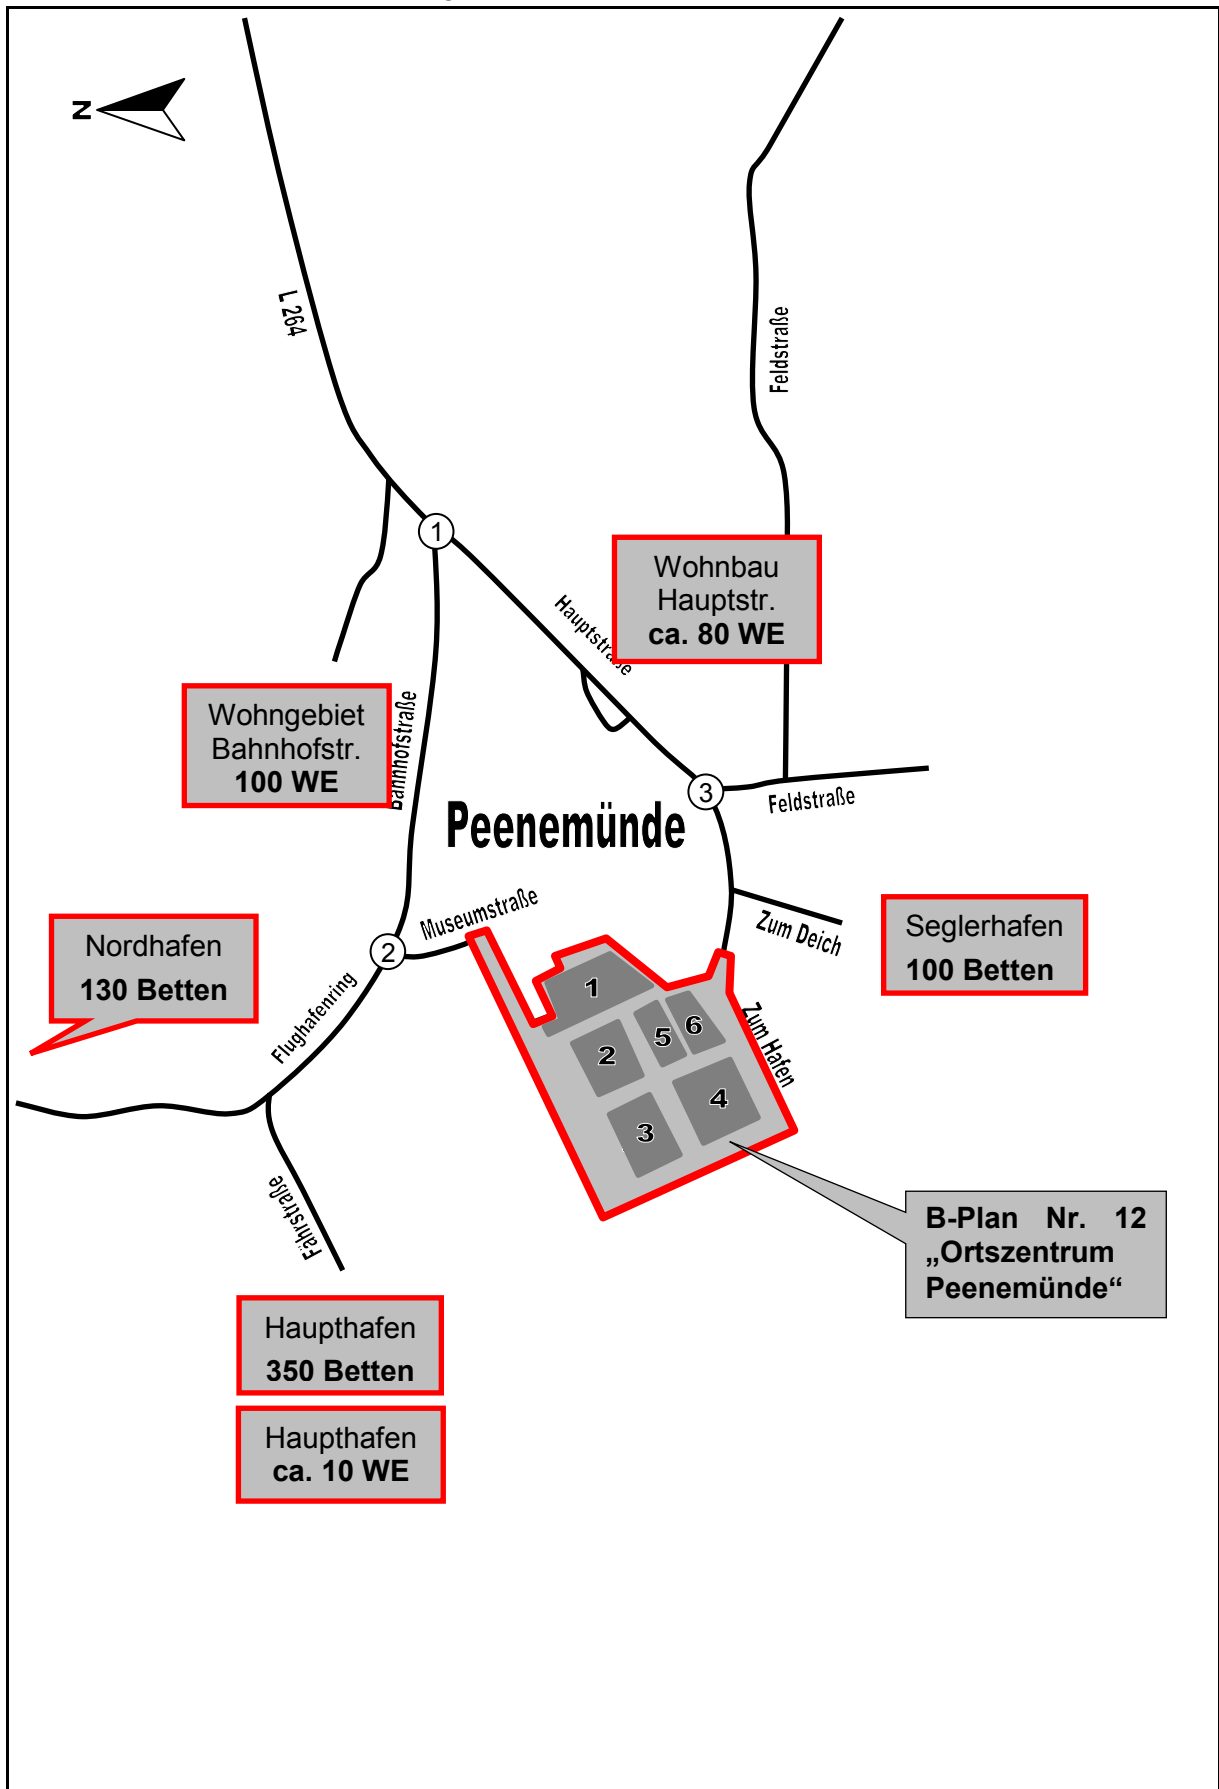 N
L 264
Feldstraße
1
Hauptstraße
Wohnbau
Hauptstr.
ca. 80 WE
Wohngebiet
Bahnhofstr.
100 WE
Bahnhofstraße
3
Feldstraße
Peenemünde
Museumstraße
2
Zum Deich
Seglerhafen
100 Betten
Nordhafen
130 Betten
Flughafenring
1
2
5
6
Zum Hafen
3
4
Fährstraße
B-Plan Nr. 12
„Ortszentrum
Peenemünde“
Haupthafen
350 Betten
Haupthafen
ca. 10 WE